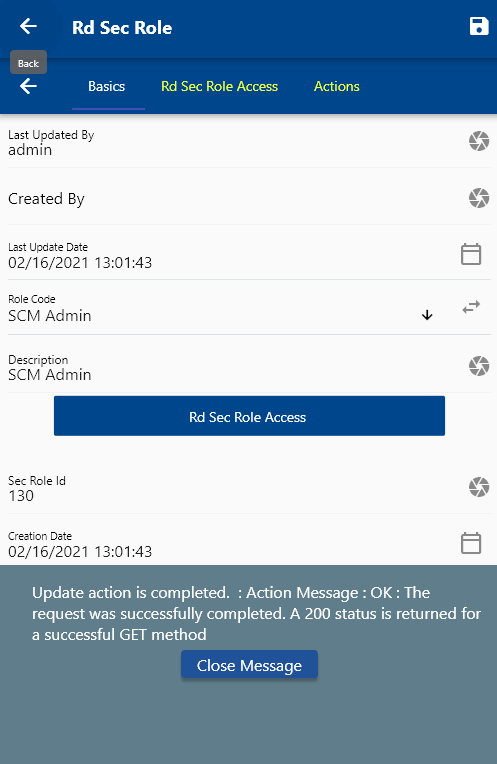 Rd Sec Role
Back
Basics Rd Sec Role Access Actions
Last Updated By
admin
Created By
Last Update Date
02/16/2021 13:01:43
Role Code
SCM Admin
Description
SCM Admin
Rd Sec Role Access
Sec Role Id
130
Creation Date
02/16/2021 13:01:43
Update action is completed.  : Action Message : OK : The
request was successfully completed. A 200 status is returned for
a successful GET method
Close Message